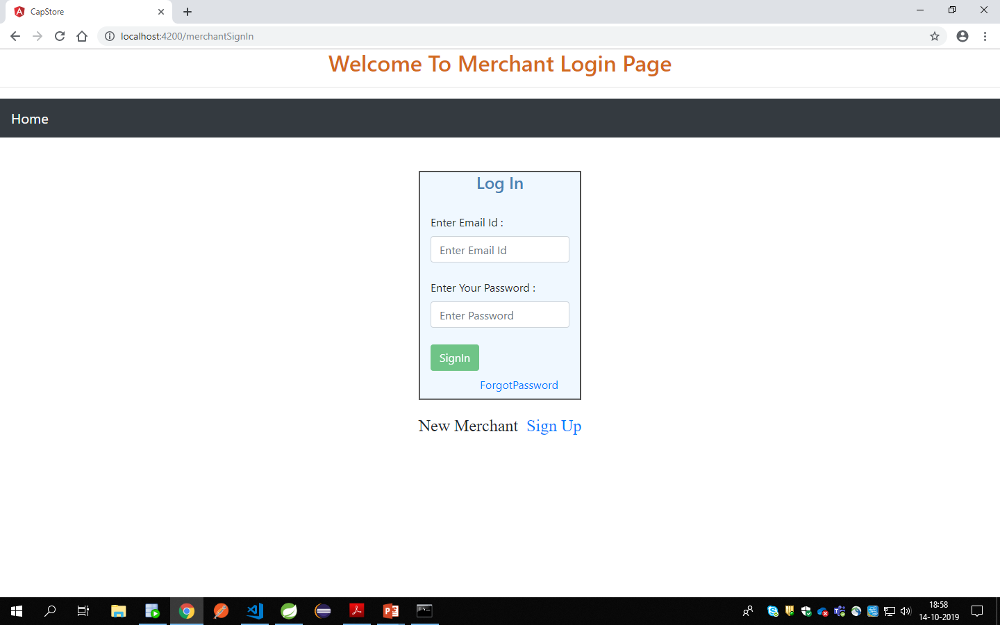 CapStore
localhost:4200/merchantSignIn
Welcome To Merchant Login Page
Home
Log In
Enter Email Id :
Enter Email Id
Enter Your Password :
Enter Password
SignIn
ForgotPassword
New Merchant Sign Up
18:58
14-10-2019